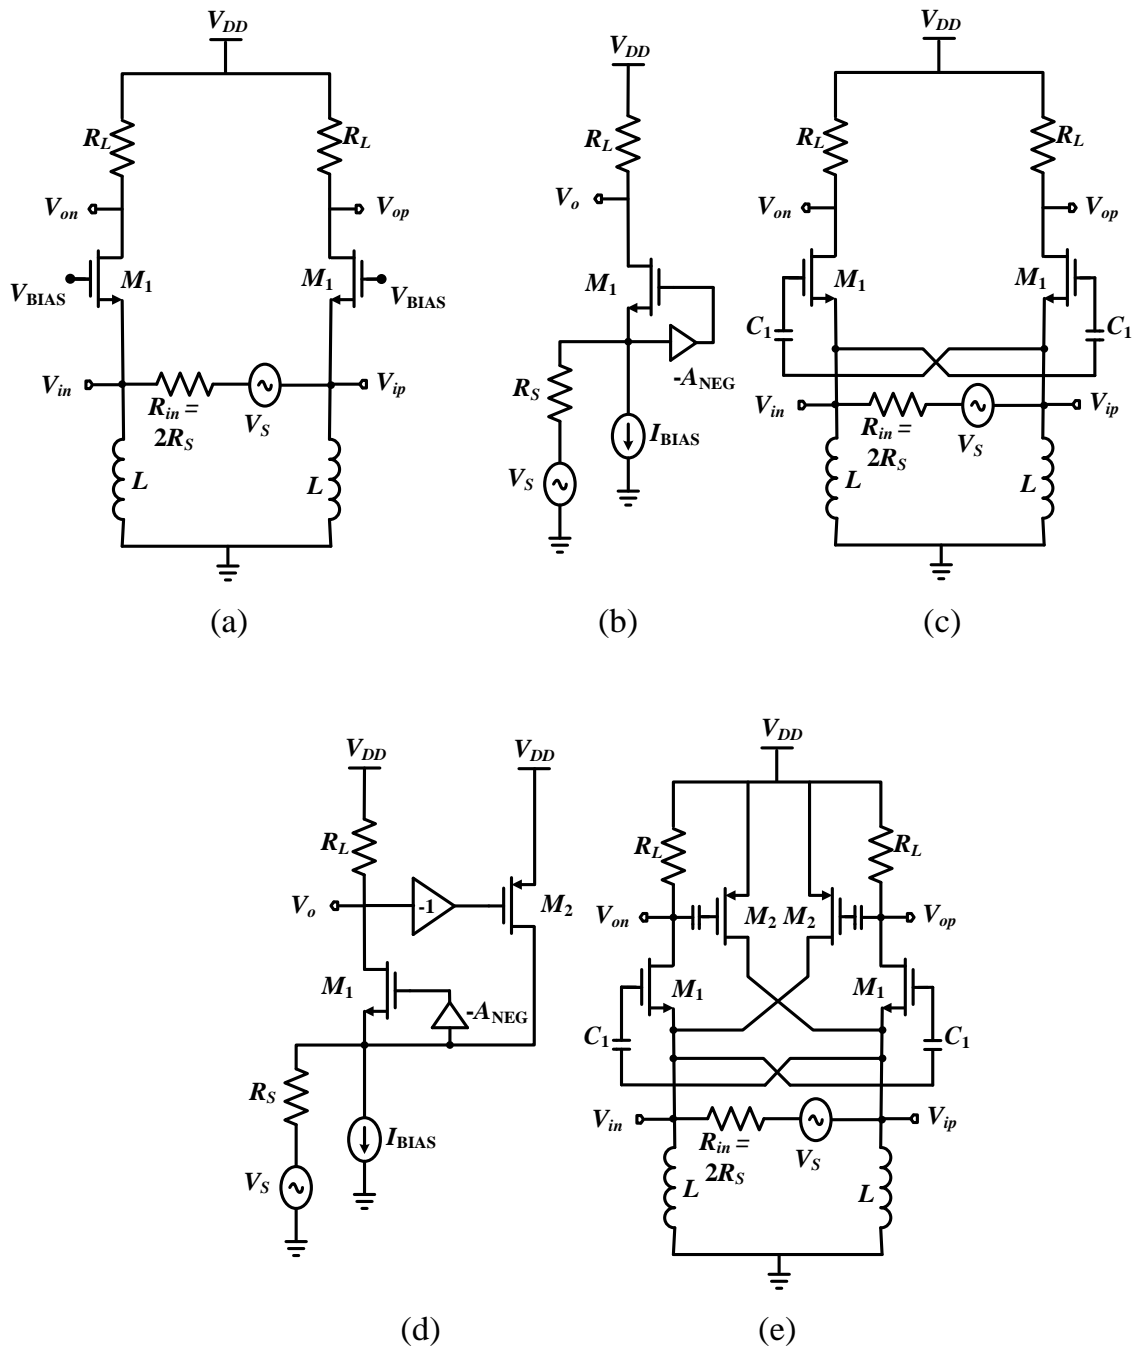 V_DD
R_L
R_L
V_on
V_op
M_1
M_1
V_BIAS
V_BIAS
V_in
V_ip
R_in =
2R_S
V_S
L
L
(a)
V_DD
R_L
V_o
M_1
-A_NEG
R_S
I_BIAS
V_S
(b)
V_DD
R_L
R_L
V_on
V_op
M_1
M_1
C_1
C_1
V_in
V_ip
R_in =
2R_S
V_S
L
L
(c)
V_DD
V_DD
R_L
V_o
-1
M_2
M_1
-A_NEG
R_S
I_BIAS
V_S
(d)
V_DD
R_L
R_L
V_on
V_op
M_2
M_2
M_1
M_1
C_1
C_1
V_in
V_ip
R_in =
2R_S
V_S
L
L
(e)